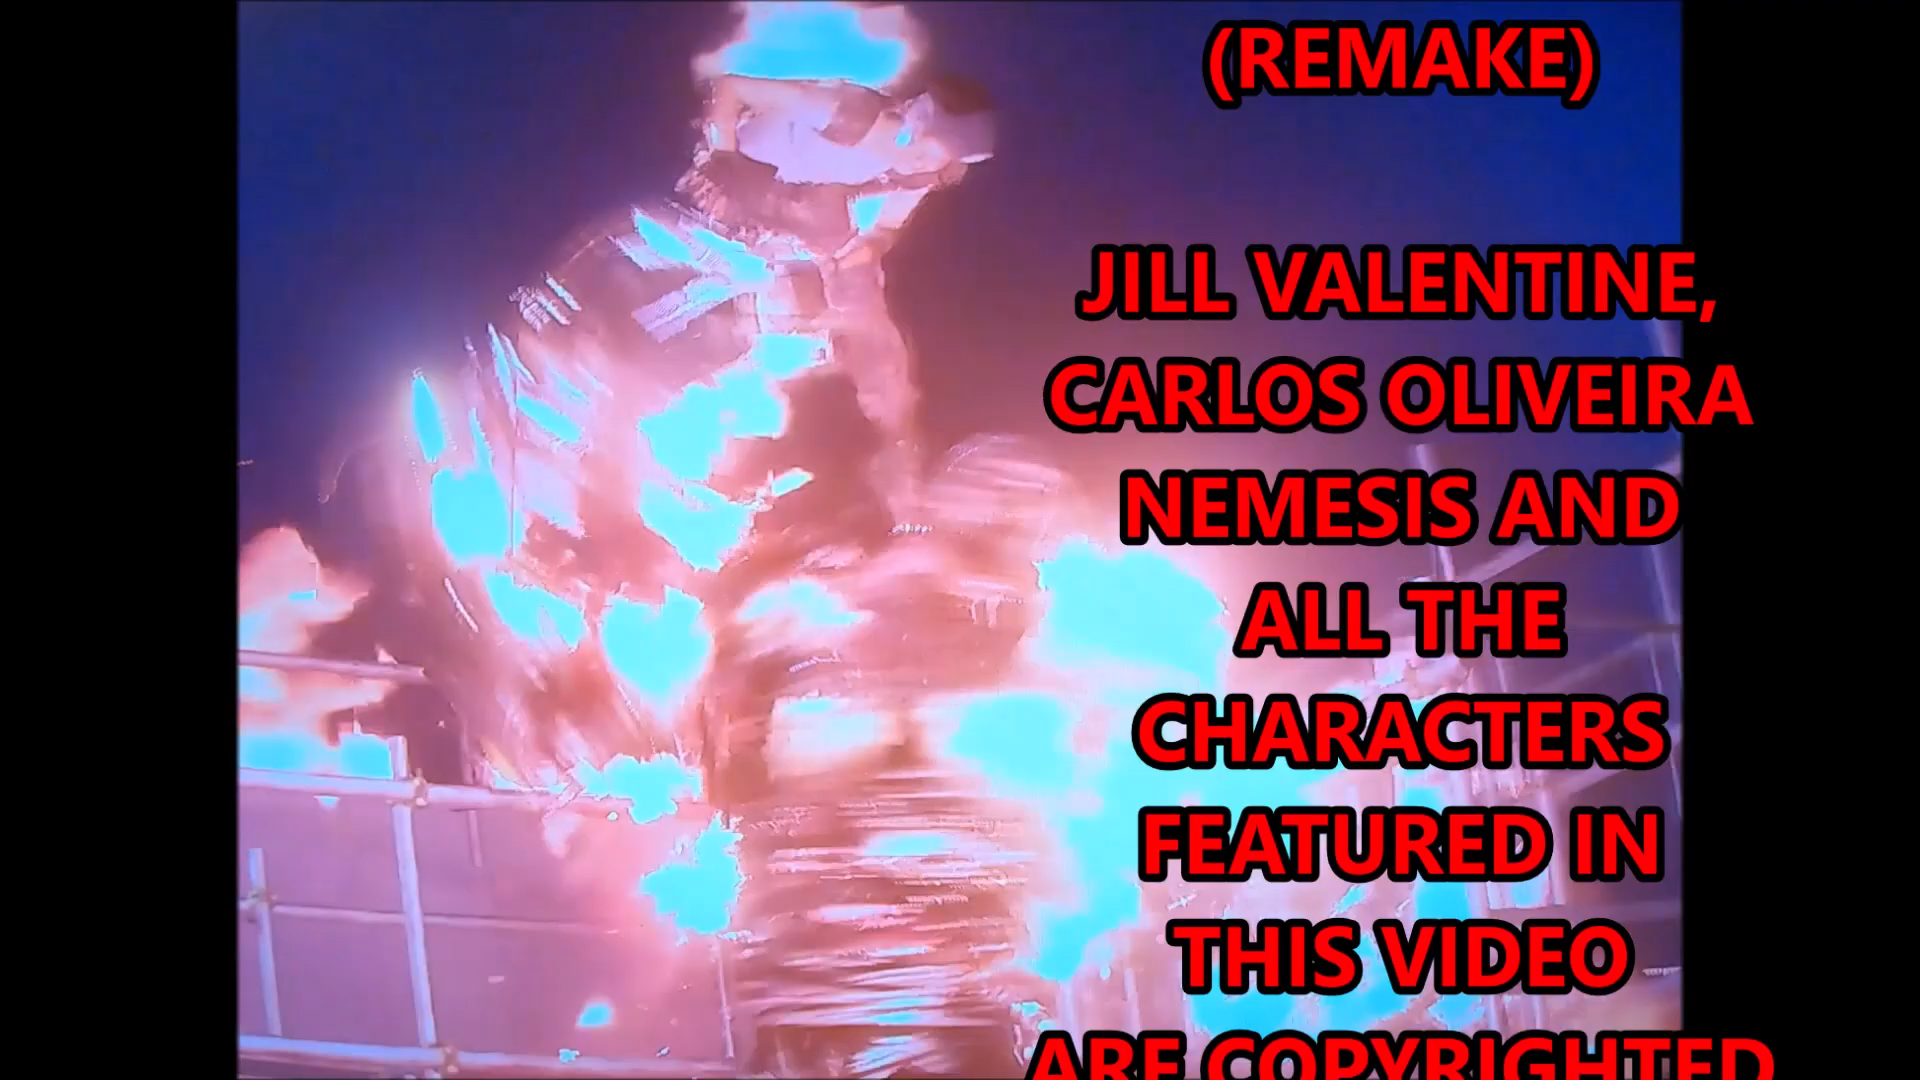 (REMAKE)
JILL VALENTINE,
CARLOS OLIVEIRA
NEMESIS AND
ALL THE
CHARACTERS
FEATURED IN
THIS VIDEO
ARE COPYRIGHTED